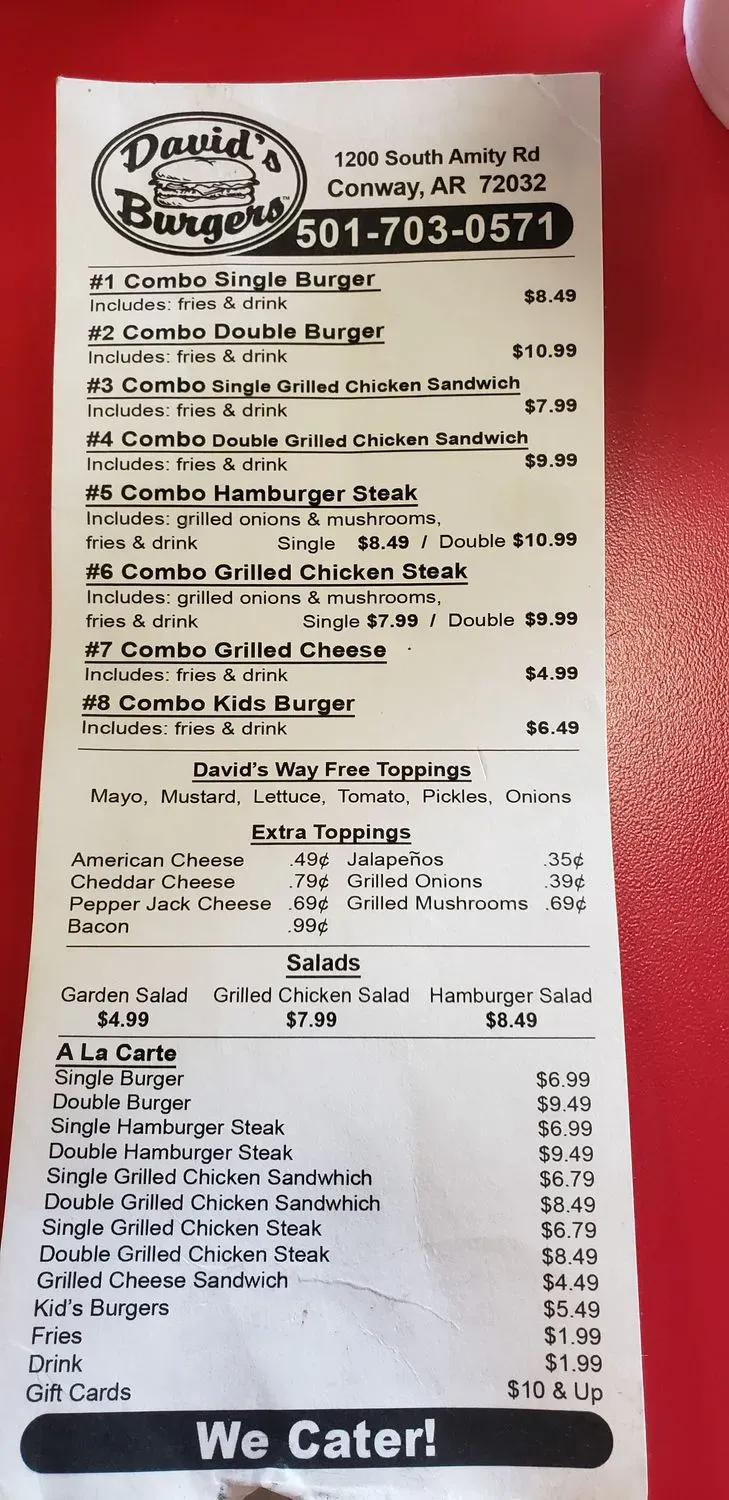 David's
Burgers™
1200 South Amity Rd
Conway, AR 72032
501-703-0571
#1 Combo Single Burger
Includes: fries & drink $8.49
#2 Combo Double Burger
Includes: fries & drink $10.99
#3 Combo Single Grilled Chicken Sandwich
Includes: fries & drink $7.99
#4 Combo Double Grilled Chicken Sandwich
Includes: fries & drink $9.99
#5 Combo Hamburger Steak
Includes: grilled onions & mushrooms,
fries & drink Single $8.49 / Double $10.99
#6 Combo Grilled Chicken Steak
Includes: grilled onions & mushrooms,
fries & drink Single $7.99 / Double $9.99
#7 Combo Grilled Cheese
Includes: fries & drink $4.99
#8 Combo Kids Burger
Includes: fries & drink $6.49
David's Way Free Toppings
Mayo, Mustard, Lettuce, Tomato, Pickles, Onions
Extra Toppings
American Cheese .49¢ Jalapeños .35¢
Cheddar Cheese .79¢ Grilled Onions .39¢
Pepper Jack Cheese .69¢ Grilled Mushrooms .69¢
Bacon .99¢
Salads
Garden Salad Grilled Chicken Salad Hamburger Salad
$4.99 $7.99 $8.49
A La Carte
Single Burger $6.99
Double Burger $9.49
Single Hamburger Steak $6.99
Double Hamburger Steak $9.49
Single Grilled Chicken Sandwhich $6.79
Double Grilled Chicken Sandwhich $8.49
Single Grilled Chicken Steak $6.79
Double Grilled Chicken Steak $8.49
Grilled Cheese Sandwich $4.49
Kid's Burgers $5.49
Fries $1.99
Drink $1.99
Gift Cards $10 & Up
We Cater!